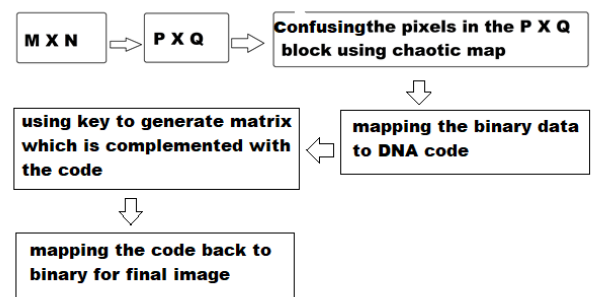 M X N
P X Q
Confusingthe pixels in the P X Q
block using chaotic map
mapping the binary data
to DNA code
using key to generate matrix
which is complemented with
the code
mapping the code back to
binary for final image